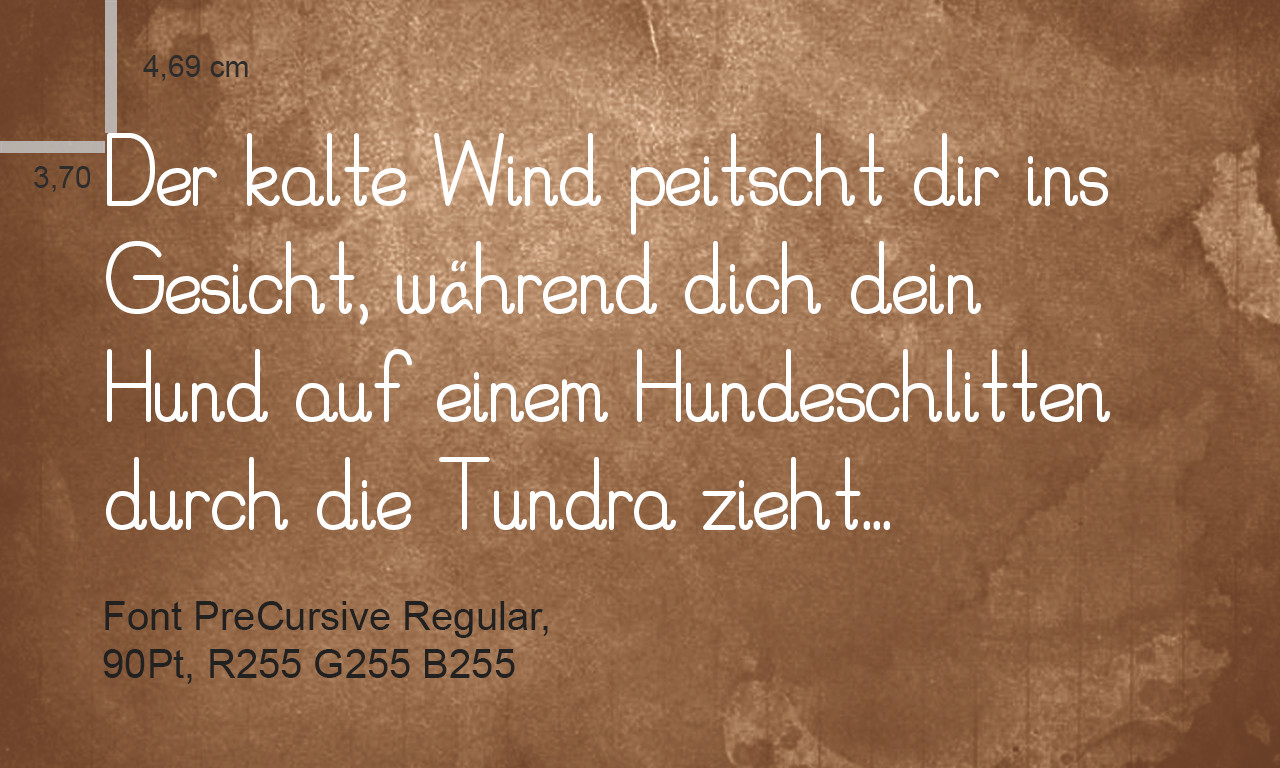 4,69 cm
3,70
Der kalte Wind peitscht dir ins
Gesicht, während dich dein
Hund auf einem Hundeschlitten
durch die Tundra zieht...
Font PreCursive Regular,
90Pt, R255 G255 B255